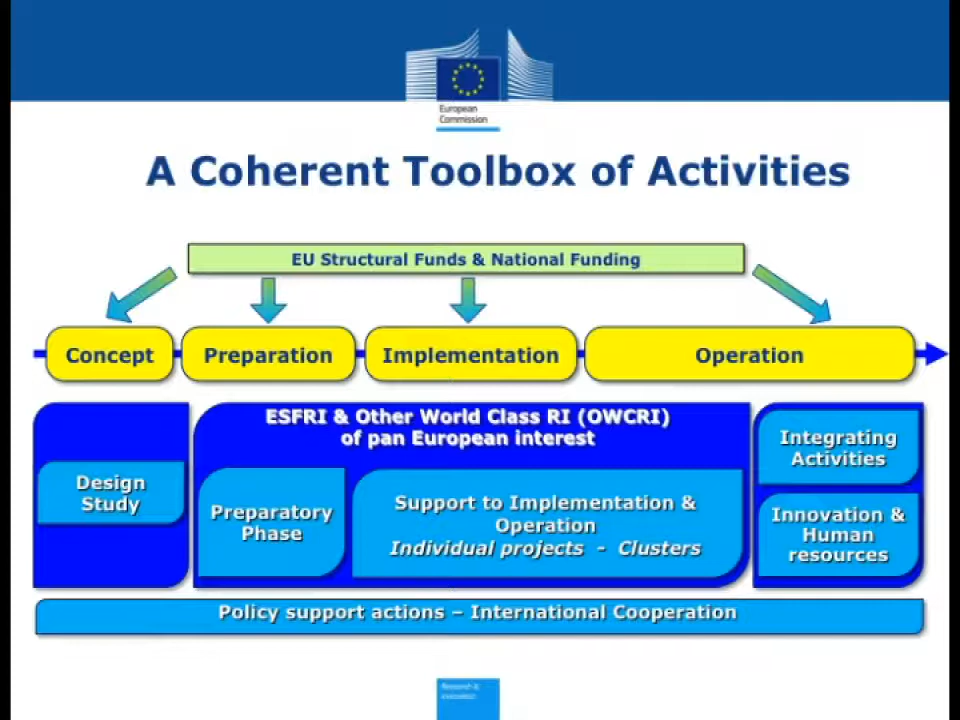 European
Commission
A Coherent Toolbox of Activities
EU Structural Funds & National Funding
Concept
Preparation
Implementation
Operation
ESFRI & Other World Class RI (OWCRI)
of pan European interest
Design
Study
Preparatory
Phase
Support to Implementation &
Operation
Individual projects - Clusters
Integrating
Activities
Innovation &
Human
resources
Policy support actions – International Cooperation
Research &